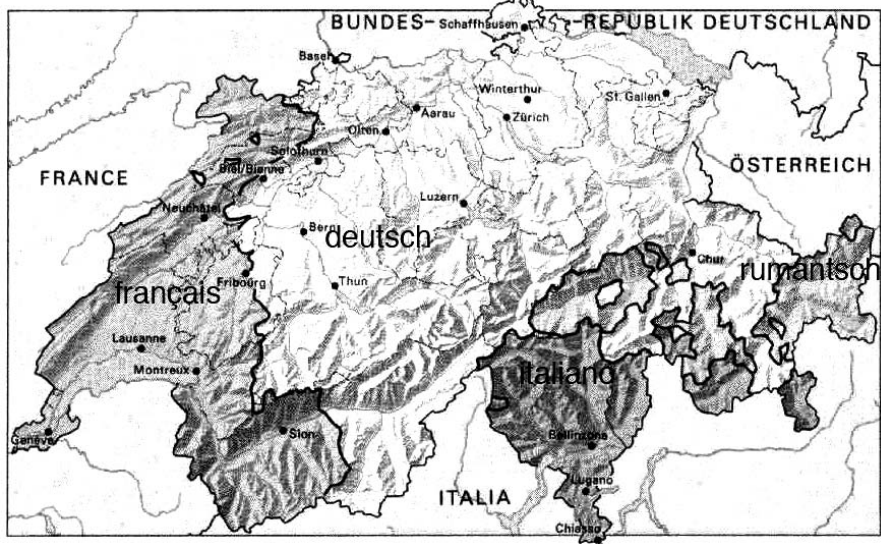 BUNDES- -REPUBLIK DEUTSCHLAND
Schaffhausen
Basel
Winterthur
St. Gallen
Aarau
Zürich
Olten
Solothurn
ÖSTERREICH
FRANCE
Biel/Bienne
Luzern
Neuchâtel
Bern
deutsch
Chur
rumantsch
Fribourg
français
Thun
Lausanne
Montreux
italiano
Genève
Sion
Bellinzona
Lugano
ITALIA
Chiasso